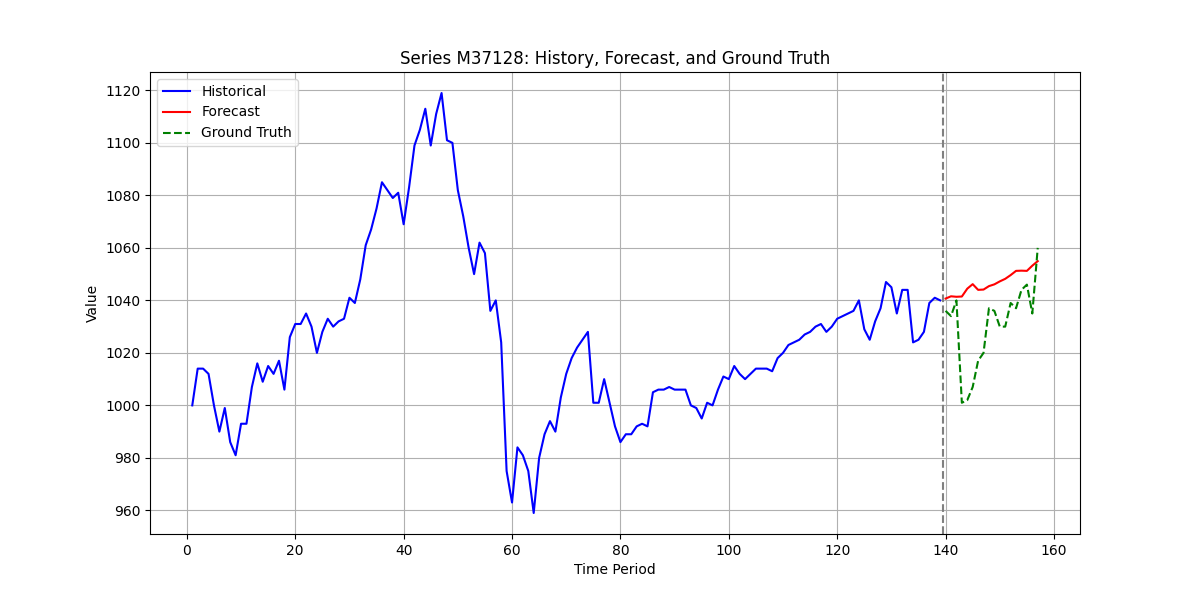 Series M37128: History, Forecast, and Ground Truth
Historical
Forecast
Ground Truth
1120
1100
1080
1060
1040
1020
1000
980
960
Value
0 20 40 60 80 100 120 140 160
Time Period